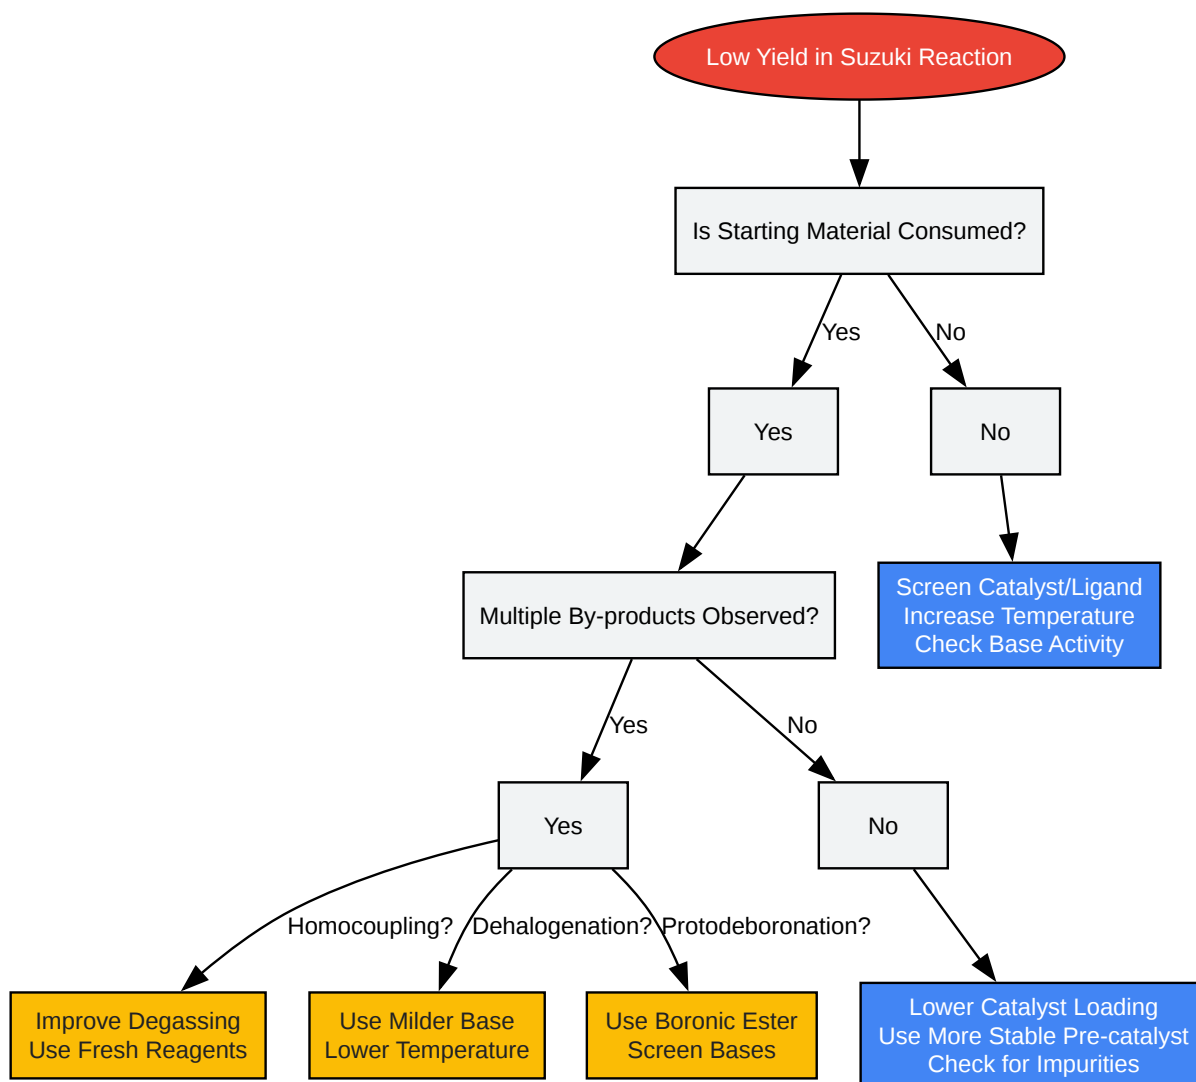 Low Yield in Suzuki Reaction
Is Starting Material Consumed?
Yes
No
Yes
No
Screen Catalyst/Ligand
Increase Temperature
Check Base Activity
Multiple By-products Observed?
Yes
No
Yes
No
Homocoupling?
Dehalogenation?
Protodeboronation?
Improve Degassing
Use Fresh Reagents
Use Milder Base
Lower Temperature
Use Boronic Ester
Screen Bases
Lower Catalyst Loading
Use More Stable Pre-catalyst
Check for Impurities